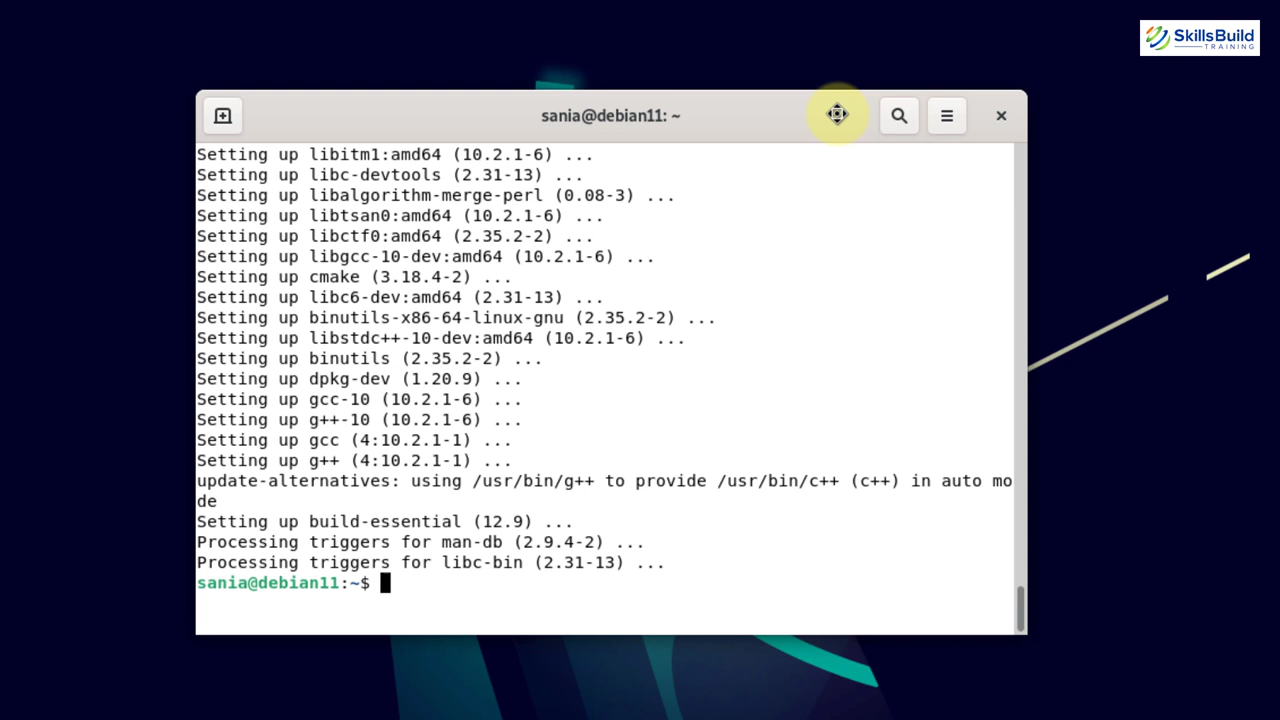 SkillsBuild
TRAINING
sania@debian11: ~
Setting up libitm1:amd64 (10.2.1-6) ...
Setting up libc-devtools (2.31-13) ...
Setting up libalgorithm-merge-perl (0.08-3) ...
Setting up libtsan0:amd64 (10.2.1-6) ...
Setting up libctf0:amd64 (2.35.2-2) ...
Setting up libgcc-10-dev:amd64 (10.2.1-6) ...
Setting up cmake (3.18.4-2) ...
Setting up libc6-dev:amd64 (2.31-13) ...
Setting up binutils-x86-64-linux-gnu (2.35.2-2) ...
Setting up libstdc++-10-dev:amd64 (10.2.1-6) ...
Setting up binutils (2.35.2-2) ...
Setting up dpkg-dev (1.20.9) ...
Setting up gcc-10 (10.2.1-6) ...
Setting up g++-10 (10.2.1-6) ...
Setting up gcc (4:10.2.1-1) ...
Setting up g++ (4:10.2.1-1) ...
update-alternatives: using /usr/bin/g++ to provide /usr/bin/c++ (c++) in auto mo
de
Setting up build-essential (12.9) ...
Processing triggers for man-db (2.9.4-2) ...
Processing triggers for libc-bin (2.31-13) ...
sania@debian11:~$